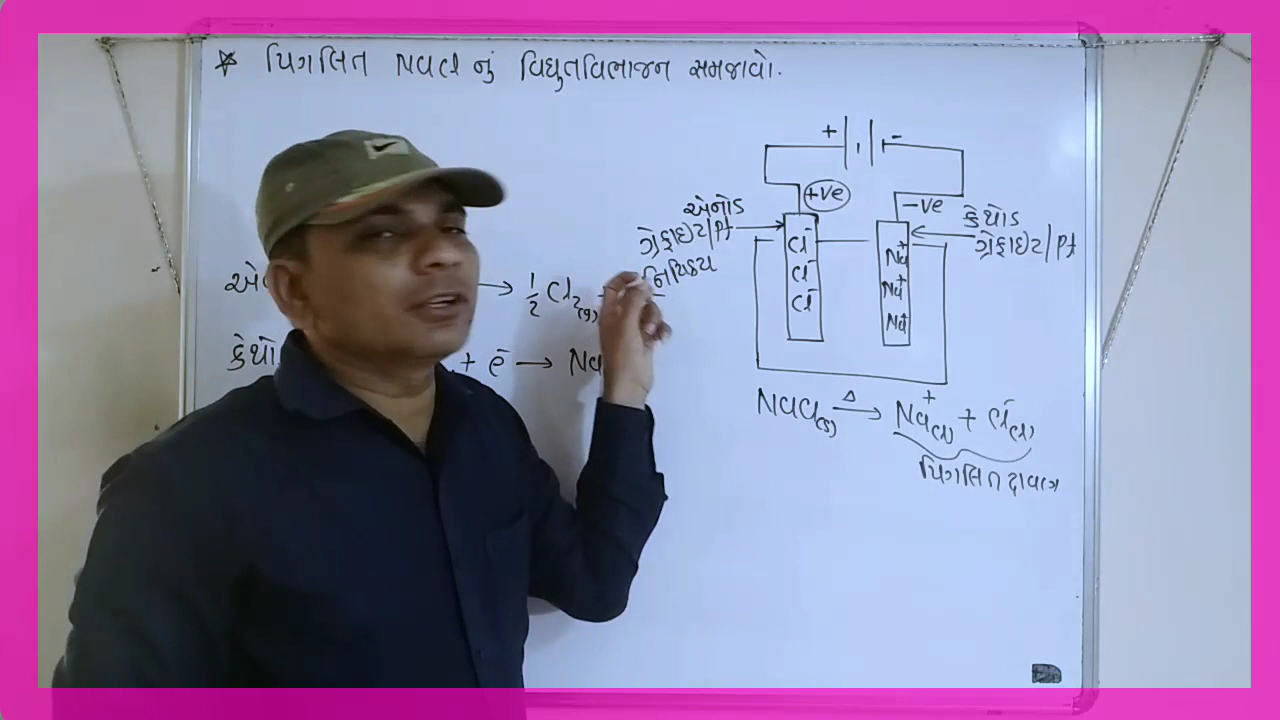 પિગલિત NaCl નું વિદ્યુતવિભાજન સમજાવો.
+ -
+ve
-ve
એનોડ
ગ્રેફાઇટ/Pt
નિષ્ક્રિય
કેથોડ
ગ્રેફાઇટ/Pt
Cl⁻
Cl⁻
Cl⁻
Na⁺
Na⁺
Na⁺
→ ½ Cl₂(g)
+ e⁻ → Na
NaCl(s) —Δ→ Na⁺(l) + Cl⁻(l)
પિગલિત દ્રાવણ